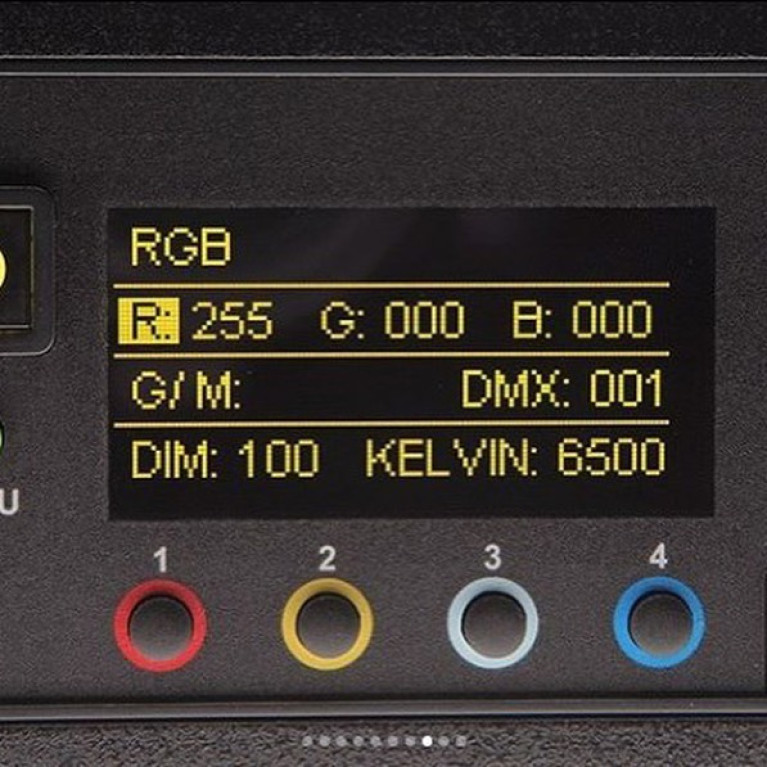 RGB
R: 255 G: 000 B: 000
G/M: DMX: 001
DIM: 100 KELVIN: 6500
U
1 2 3 4